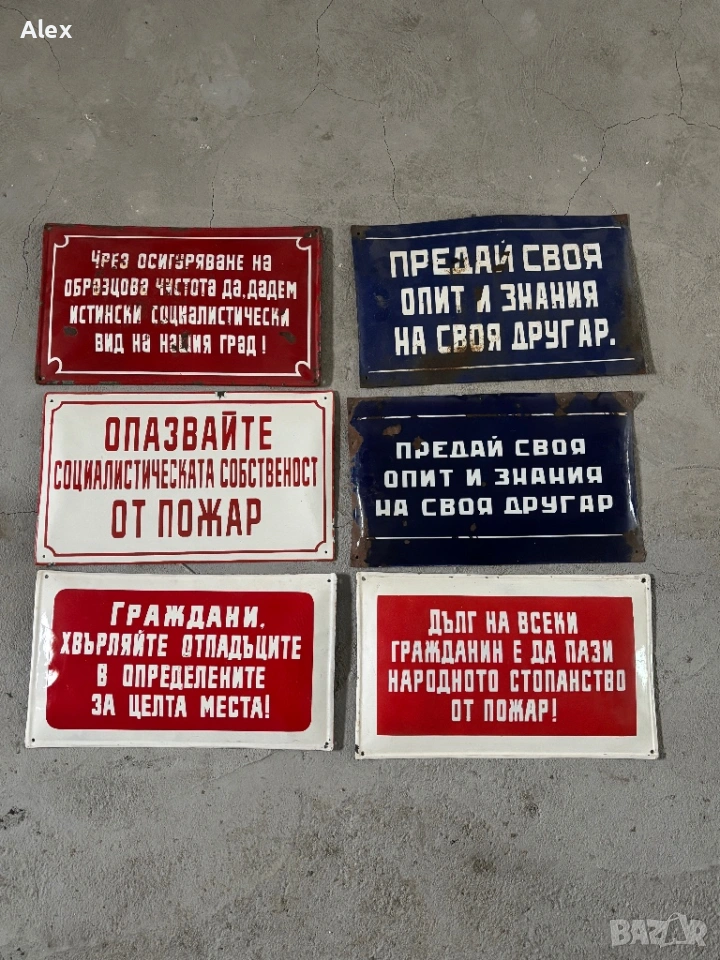 Alex
Чрез осигуряване на
образцова чистота да дадем
истински социалистически
вид на нашия град!
ПРЕДАЙ СВОЯ
ОПИТ И ЗНАНИЯ
НА СВОЯ ДРУГАР.
ОПАЗВАЙТЕ
СОЦИАЛИСТИЧЕСКАТА СОБСТВЕНОСТ
ОТ ПОЖАР
ПРЕДАЙ СВОЯ
ОПИТ И ЗНАНИЯ
НА СВОЯ ДРУГАР
ГРАЖДАНИ,
ХВЪРЛЯЙТЕ ОТПАДЪЦИТЕ
В ОПРЕДЕЛЕНИТЕ
ЗА ЦЕЛТА МЕСТА!
ДЪЛГ НА ВСЕКИ
ГРАЖДАНИН Е ДА ПАЗИ
НАРОДНОТО СТОПАНСТВО
ОТ ПОЖАР!
BAZAR